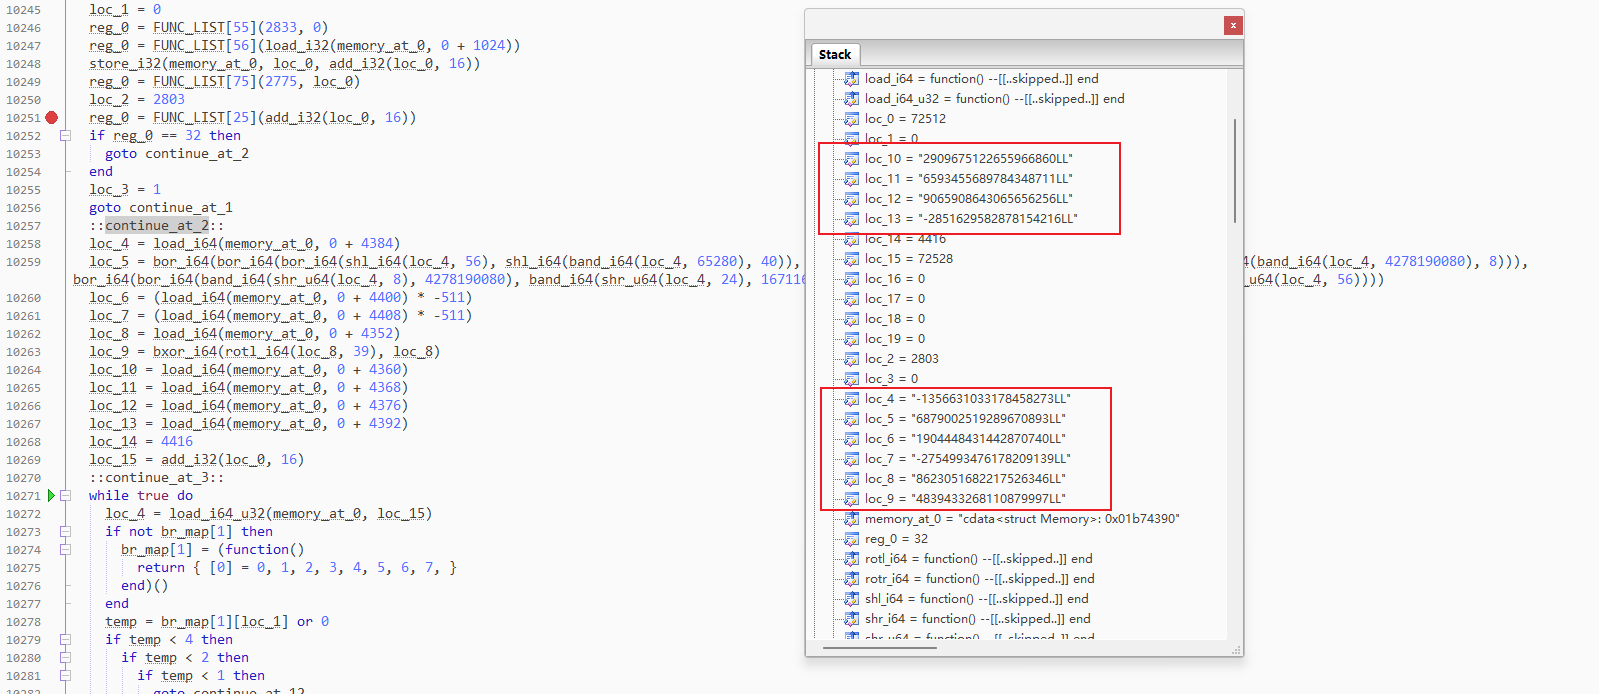 10245 loc_1 = 0
10246 reg_0 = FUNC_LIST[55](2833, 0)
10247 reg_0 = FUNC_LIST[56](load_i32(memory_at_0, 0 + 1024))
10248 store_i32(memory_at_0, loc_0, add_i32(loc_0, 16))
10249 reg_0 = FUNC_LIST[75](2775, loc_0)
10250 loc_2 = 2803
10251 reg_0 = FUNC_LIST[25](add_i32(loc_0, 16))
10252 if reg_0 == 32 then
10253 goto continue_at_2
10254 end
10255 loc_3 = 1
10256 goto continue_at_1
10257 ::continue_at_2::
10258 loc_4 = load_i64(memory_at_0, 0 + 4384)
10259 loc_5 = bor_i64(bor_i64(bor_i64(shl_i64(loc_4, 56), shl_i64(band_i64(loc_4, 65280), 40)), 4(band_i64(loc_4, 4278190080), 8))),
bor_i64(bor_i64(band_i64(shr_u64(loc_4, 8), 4278190080), band_i64(shr_u64(loc_4, 24), 167116 _u64(loc_4, 56))))
10260 loc_6 = (load_i64(memory_at_0, 0 + 4400) * -511)
10261 loc_7 = (load_i64(memory_at_0, 0 + 4408) * -511)
10262 loc_8 = load_i64(memory_at_0, 0 + 4352)
10263 loc_9 = bxor_i64(rotl_i64(loc_8, 39), loc_8)
10264 loc_10 = load_i64(memory_at_0, 0 + 4360)
10265 loc_11 = load_i64(memory_at_0, 0 + 4368)
10266 loc_12 = load_i64(memory_at_0, 0 + 4376)
10267 loc_13 = load_i64(memory_at_0, 0 + 4392)
10268 loc_14 = 4416
10269 loc_15 = add_i32(loc_0, 16)
10270 ::continue_at_3::
10271 while true do
10272 loc_4 = load_i64_u32(memory_at_0, loc_15)
10273 if not br_map[1] then
10274 br_map[1] = (function()
10275 return { [0] = 0, 1, 2, 3, 4, 5, 6, 7, }
10276 end)()
10277 end
10278 temp = br_map[1][loc_1] or 0
10279 if temp < 4 then
10280 if temp < 2 then
10281 if temp < 1 then
10282 goto continue_at_12
x
Stack
load_i64 = function() --[[..skipped..]] end
load_i64_u32 = function() --[[..skipped..]] end
loc_0 = 72512
loc_1 = 0
loc_10 = "2909675122655966860LL"
loc_11 = "6593455689784348711LL"
loc_12 = "9065908643065656256LL"
loc_13 = "-2851629582878154216LL"
loc_14 = 4416
loc_15 = 72528
loc_16 = 0
loc_17 = 0
loc_18 = 0
loc_19 = 0
loc_2 = 2803
loc_3 = 0
loc_4 = "-1356631033178458273LL"
loc_5 = "6879002519289670893LL"
loc_6 = "1904448431442870740LL"
loc_7 = "-2754993476178209139LL"
loc_8 = "8623051682217526346LL"
loc_9 = "4839433268110879997LL"
memory_at_0 = "cdata<struct Memory>: 0x01b74390"
reg_0 = 32
rotl_i64 = function() --[[..skipped..]] end
rotr_i64 = function() --[[..skipped..]] end
shl_i64 = function() --[[..skipped..]] end
shr_i64 = function() --[[..skipped..]] end
shr_u64 = function() --[[..skipped..]] end